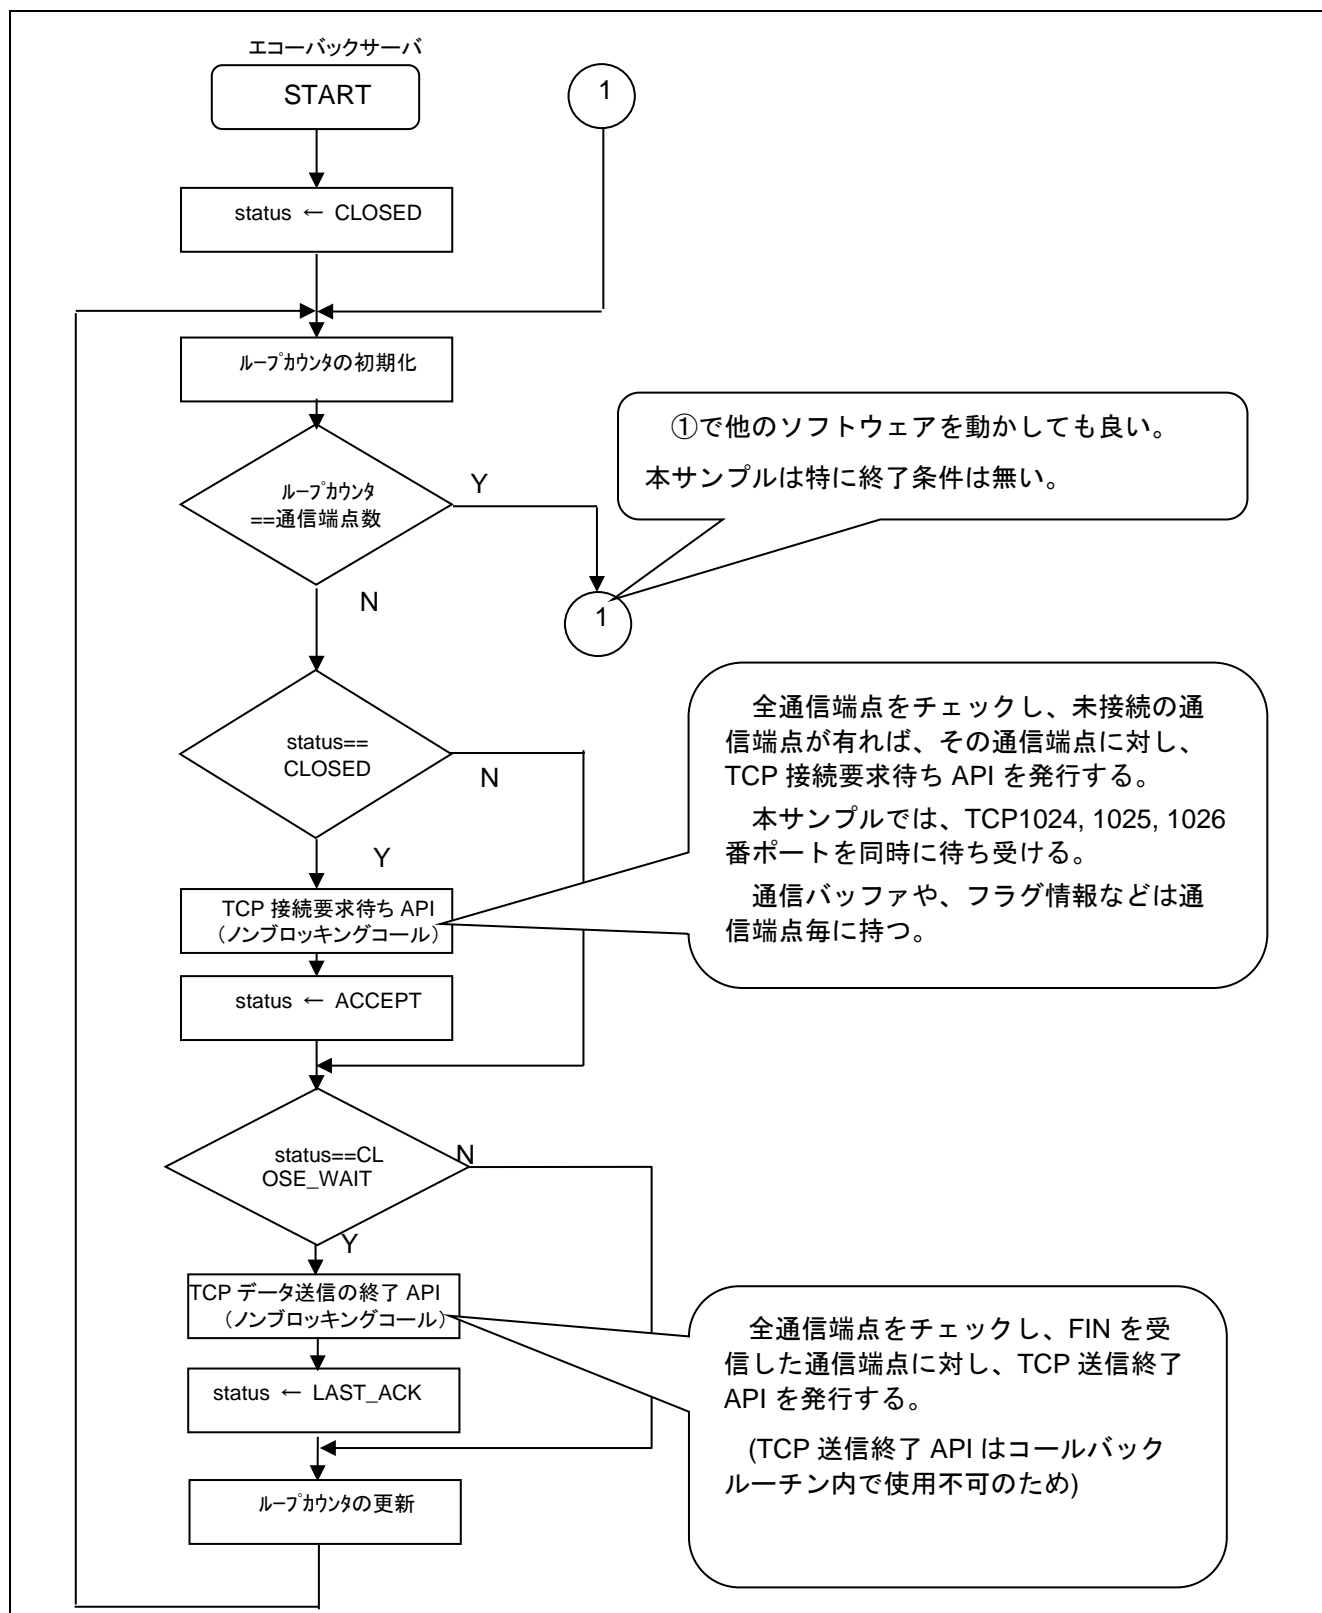 エコーバックサーバ
START
1
status ← CLOSED
ﾙｰﾌﾟｶｳﾝﾀの初期化
ﾙｰﾌﾟｶｳﾝﾀ
==通信端点数
Y
N
①で他のソフトウェアを動かしても良い。
本サンプルは特に終了条件は無い。
1
status==
CLOSED
N
Y
全通信端点をチェックし、未接続の通
信端点が有れば、その通信端点に対し、
TCP 接続要求待ち API を発行する。
本サンプルでは、TCP1024, 1025, 1026
番ポートを同時に待ち受ける。
通信バッファや、フラグ情報などは通
信端点毎に持つ。
TCP 接続要求待ち API
（ノンブロッキングコール）
status ← ACCEPT
status==CL
OSE_WAIT
N
Y
TCP データ送信の終了 API
（ノンブロッキングコール）
全通信端点をチェックし、FIN を受
信した通信端点に対し、TCP 送信終了
API を発行する。
(TCP 送信終了 API はコールバック
ルーチン内で使用不可のため)
status ← LAST_ACK
ﾙｰﾌﾟｶｳﾝﾀの更新